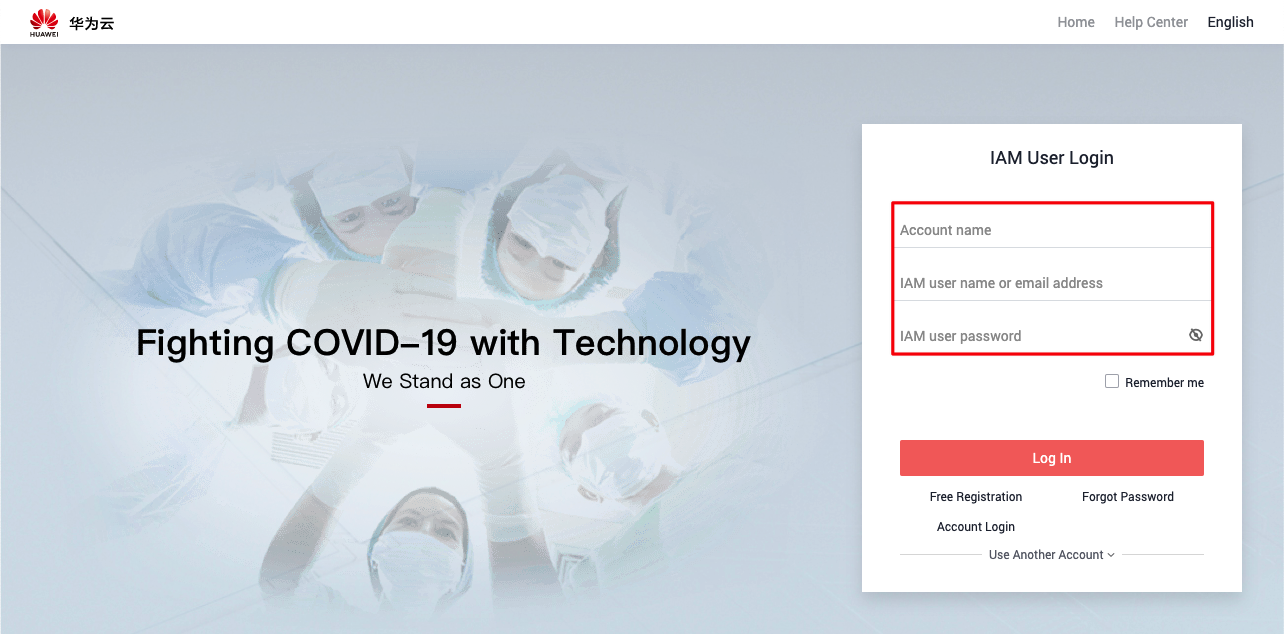 HUAWEI
华为云
Home
Help Center
English
Fighting COVID-19 with Technology
We Stand as One
IAM User Login
Account name
IAM user name or email address
IAM user password
Remember me
Log In
Free Registration
Forgot Password
Account Login
Use Another Account